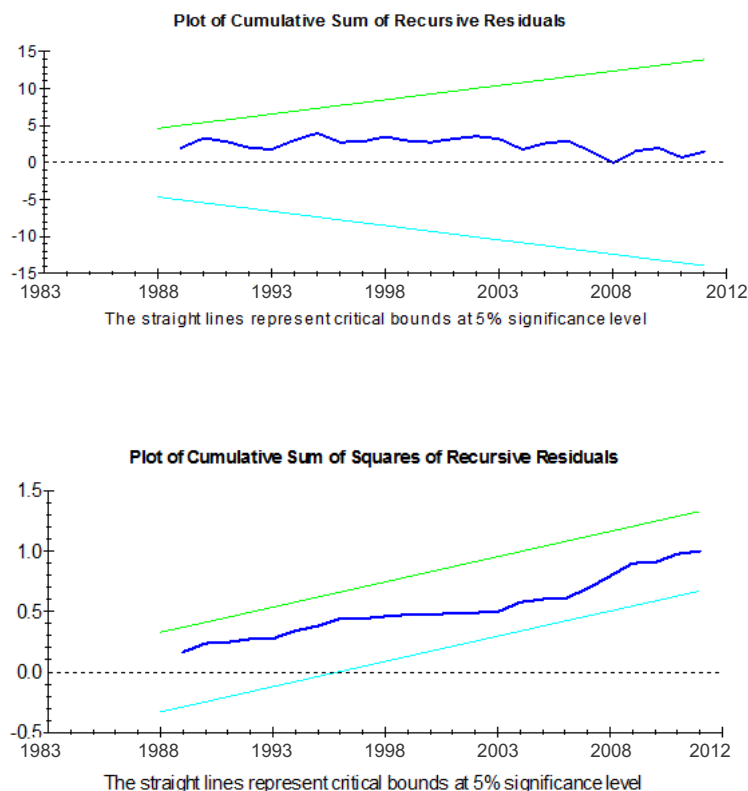 Plot of Cumulative Sum of Recursive Residuals
15
10
5
0
-5
-10
-15
1983 1988 1993 1998 2003 2008 2012
The straight lines represent critical bounds at 5% significance level
Plot of Cumulative Sum of Squares of Recursive Residuals
1.5
1.0
0.5
0.0
-0.5
1983 1988 1993 1998 2003 2008 2012
The straight lines represent critical bounds at 5% significance level